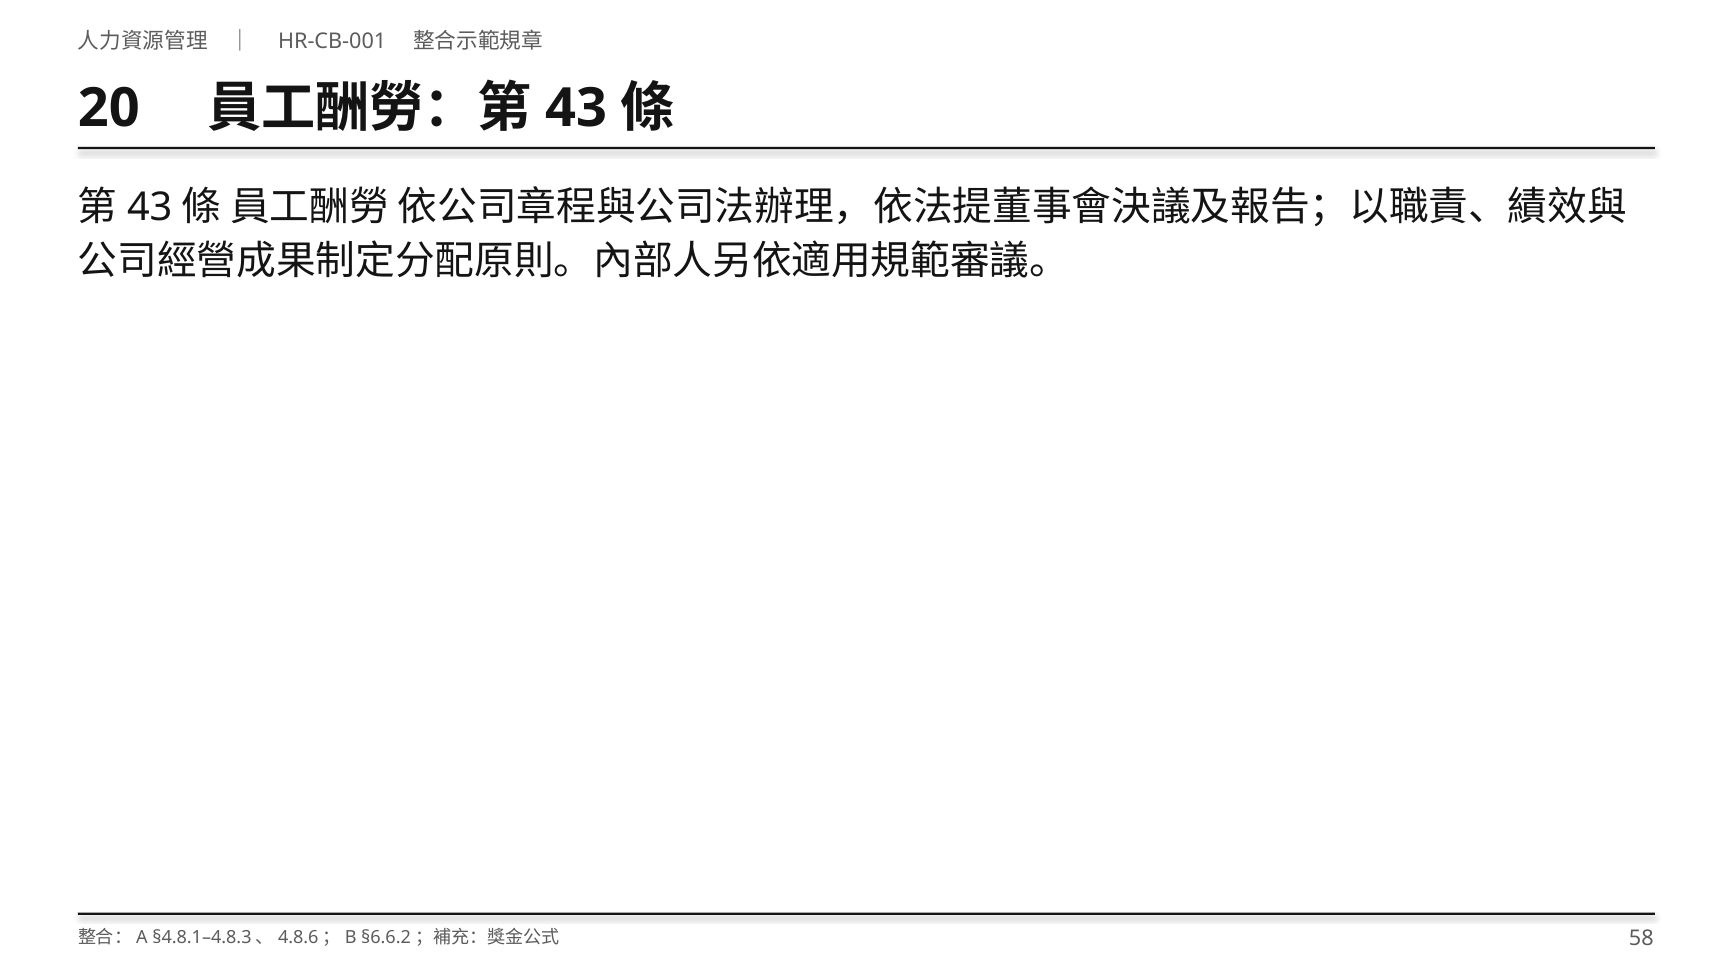 人力資源管理 ｜ HR-CB-001 整合示範規章
20 員工酬勞：第 43 條
第 43 條 員工酬勞 依公司章程與公司法辦理，依法提董事會決議及報告；以職責、績效與
公司經營成果制定分配原則。內部人另依適用規範審議。
整合： A §4.8.1–4.8.3 、 4.8.6 ； B §6.6.2 ；補充：獎金公式
58